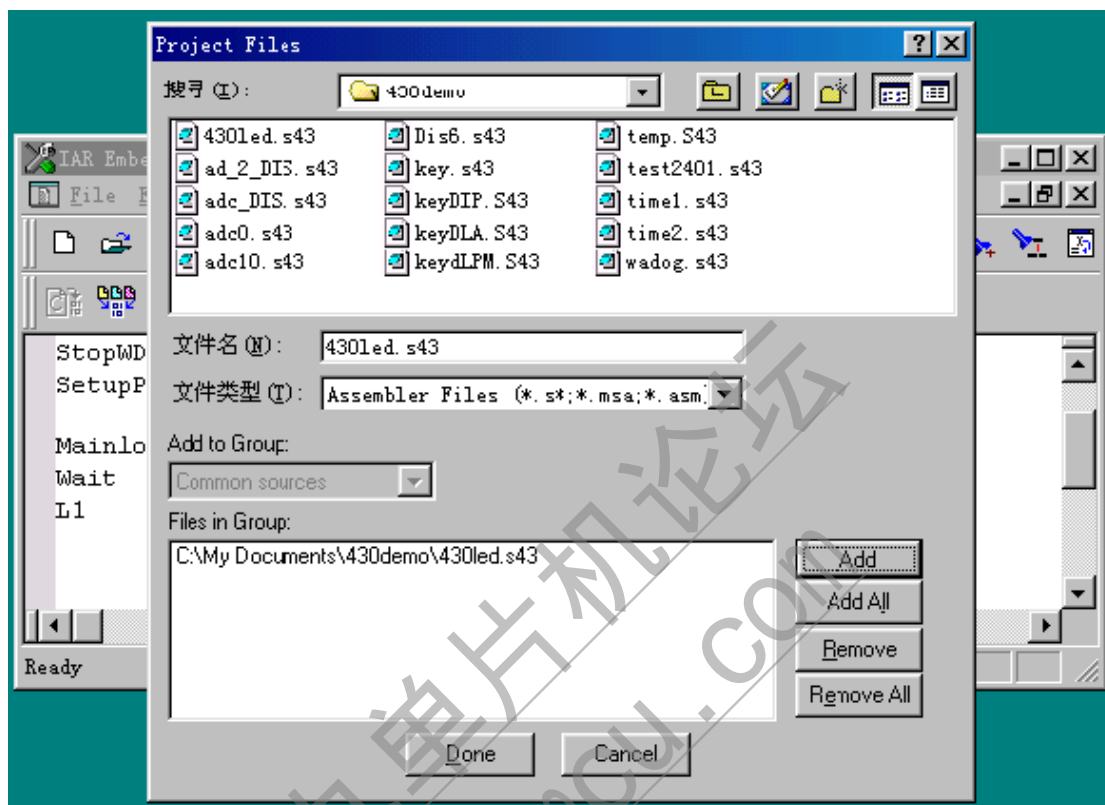 Project Files
搜寻(I):
430demo
430led.s43 Dis6.s43 temp.S43
ad_2_DIS.s43 key.s43 test2401.s43
adc_DIS.s43 keyDIP.S43 time1.s43
adc0.s43 keyDLA.S43 time2.s43
adc10.s43 keydLPM.S43 wadog.s43
文件名(N): 430led.s43
文件类型(T): Assembler Files (*.s*;*.msa;*.asm)
Add to Group:
Common sources
Files in Group:
C:\My Documents\430demo\430led.s43
Add
Add All
Remove
Remove All
Done
Cancel
IAR Embe
File
StopWD
SetupP
Mainlo
Wait
L1
Ready
单片机论坛
mcu.com